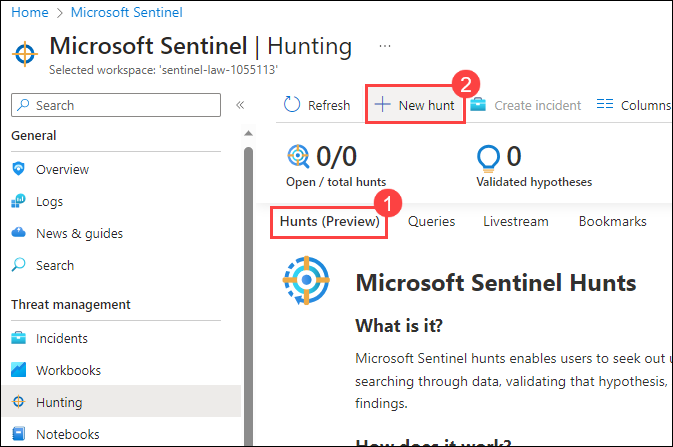 Home > Microsoft Sentinel
Microsoft Sentinel | Hunting ...
Selected workspace: 'sentinel-law-1055113'
Search «
General
Overview
Logs
News & guides
Search
Threat management
Incidents
Workbooks
Hunting
Notebooks
2
Refresh + New hunt Create incident Columns
0/0 0
Open / total hunts Validated hypotheses
1
Hunts (Preview) Queries Livestream Bookmarks
Microsoft Sentinel Hunts
What is it?
Microsoft Sentinel hunts enables users to seek out u
searching through data, validating that hypothesis,
findings.
How does it work?